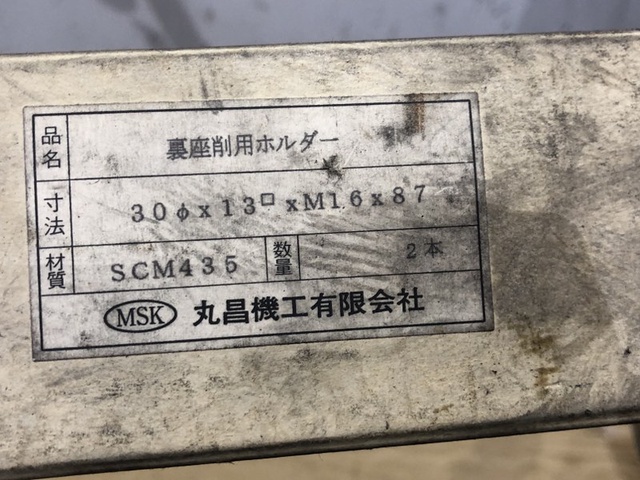 品名 裏座削用ホルダー
寸法 30φx13□xM16x87
材質 SCM435 数量 2本
MSK 丸昌機工有限会社